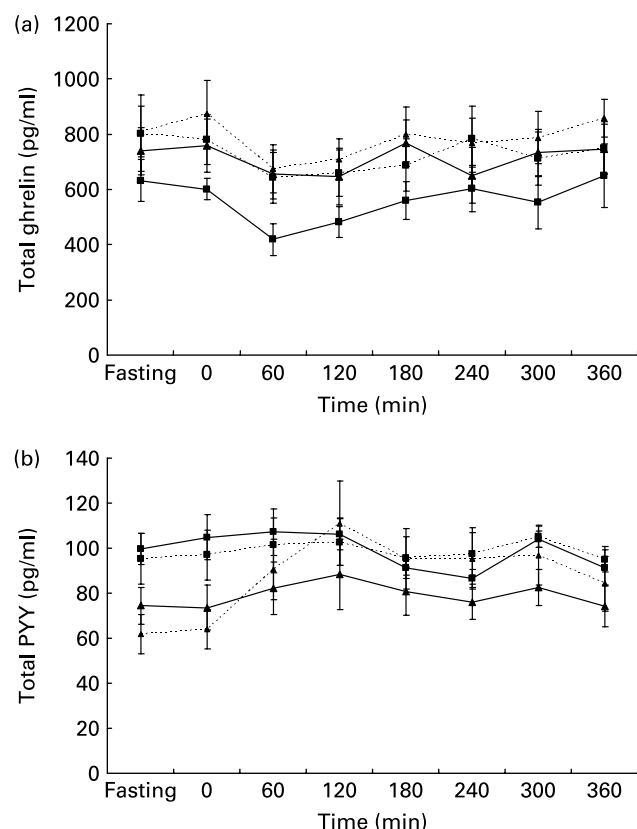 (a)
1200
1000
800
600
400
200
0
Total ghrelin (pg/ml)
Fasting 0 60 120 180 240 300 360
Time (min)
(b)
140
120
100
80
60
40
20
0
Total PYY (pg/ml)
Fasting 0 60 120 180 240 300 360
Time (min)